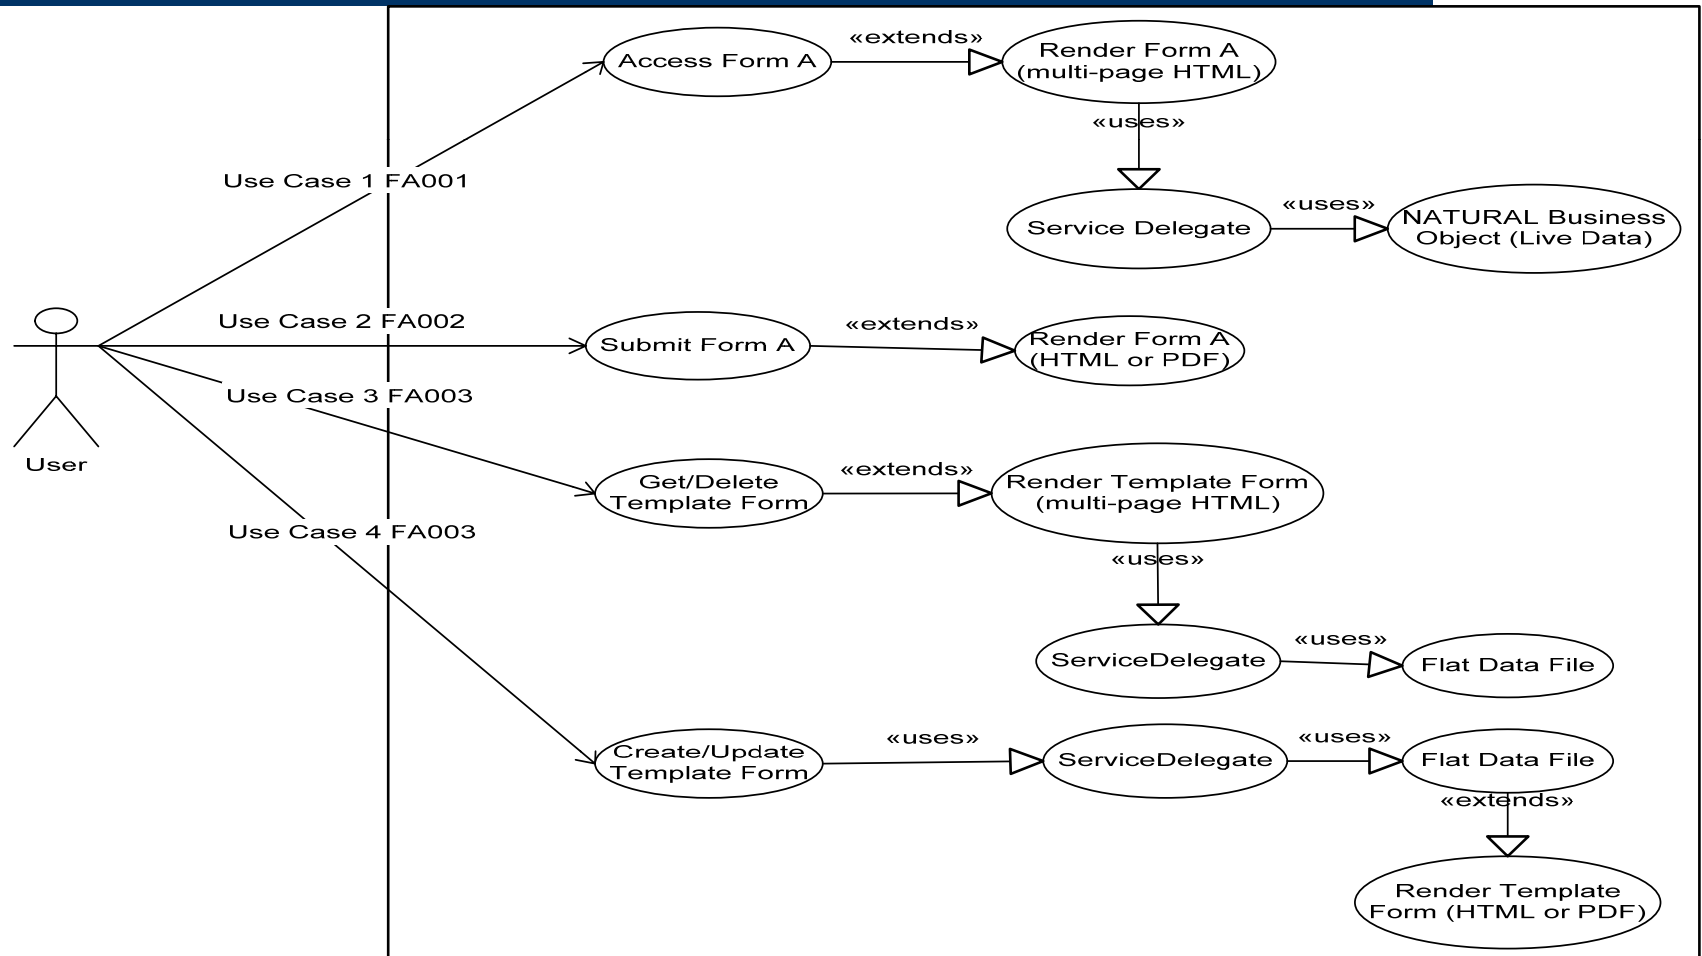 «extends»
Access Form A
Render Form A
(multi-page HTML)
«uses»
Use Case 1 FA001
Service Delegate
«uses»
NATURAL Business
Object (Live Data)
Use Case 2 FA002
Submit Form A
«extends»
Render Form A
(HTML or PDF)
User
Use Case 3 FA003
Get/Delete
Template Form
«extends»
Render Template Form
(multi-page HTML)
«uses»
ServiceDelegate
«uses»
Flat Data File
Use Case 4 FA003
Create/Update
Template Form
«uses»
ServiceDelegate
«uses»
Flat Data File
«extends»
Render Template
Form (HTML or PDF)